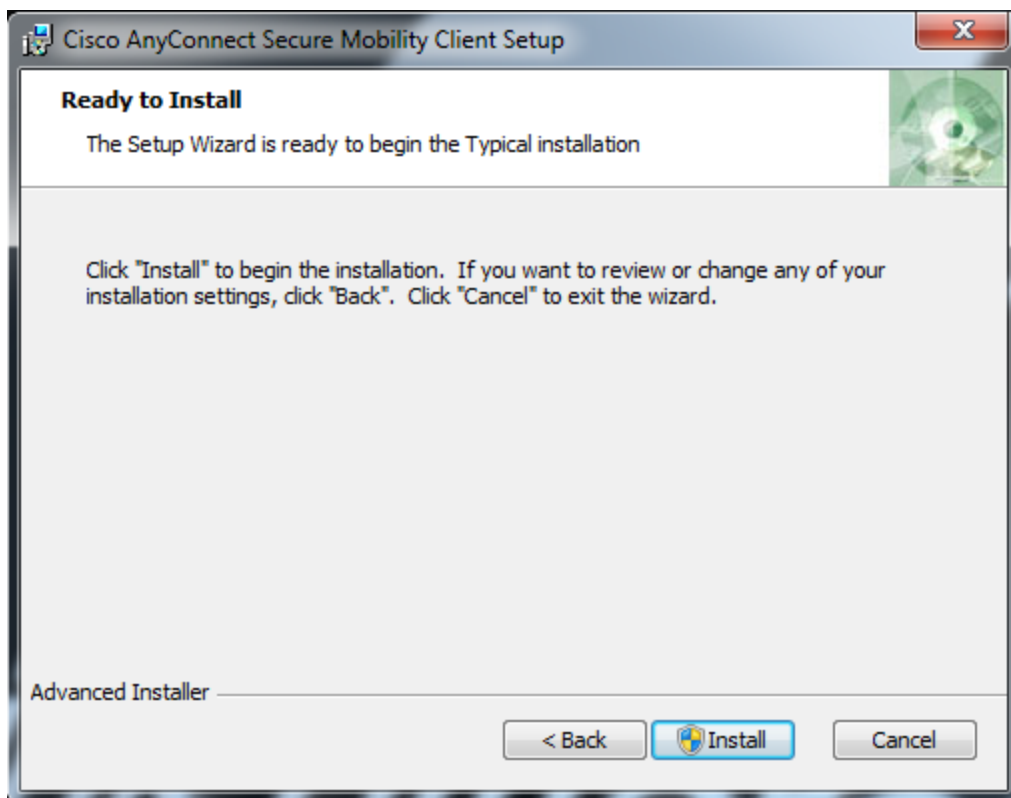 Cisco AnyConnect Secure Mobility Client Setup
Ready to Install
The Setup Wizard is ready to begin the Typical installation
Click "Install" to begin the installation.  If you want to review or change any of your
installation settings, click "Back".  Click "Cancel" to exit the wizard.
Advanced Installer
< Back
Install
Cancel